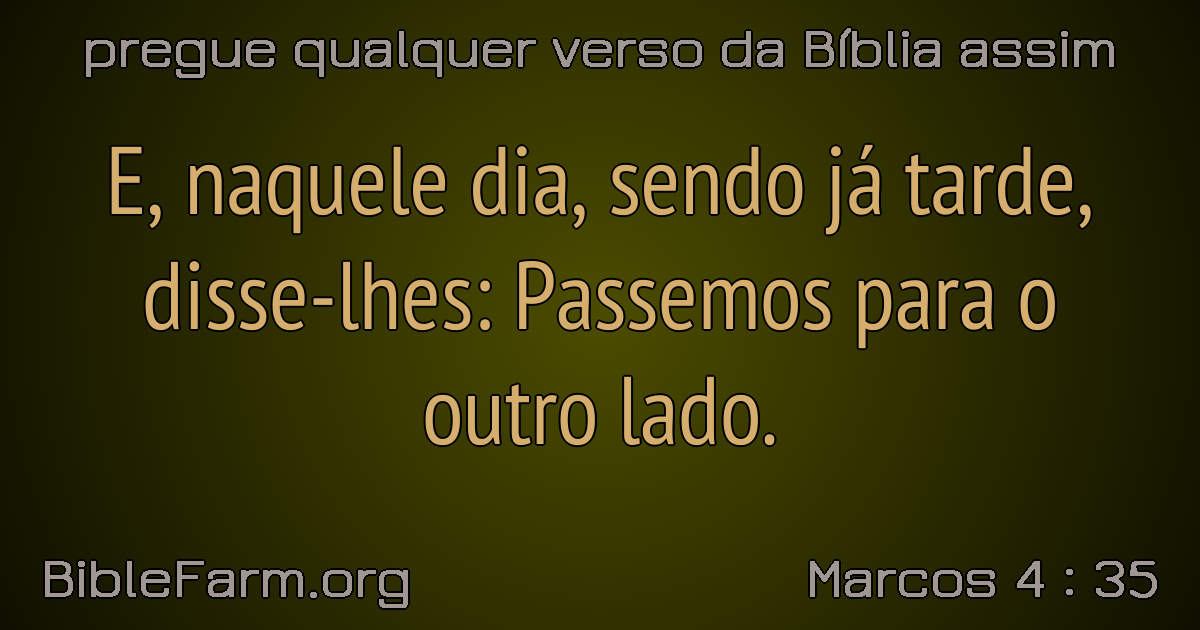 pregue qualquer verso da Bíblia assim
E, naquele dia, sendo já tarde,
disse-lhes: Passemos para o
outro lado.
BibleFarm.org
Marcos 4 : 35